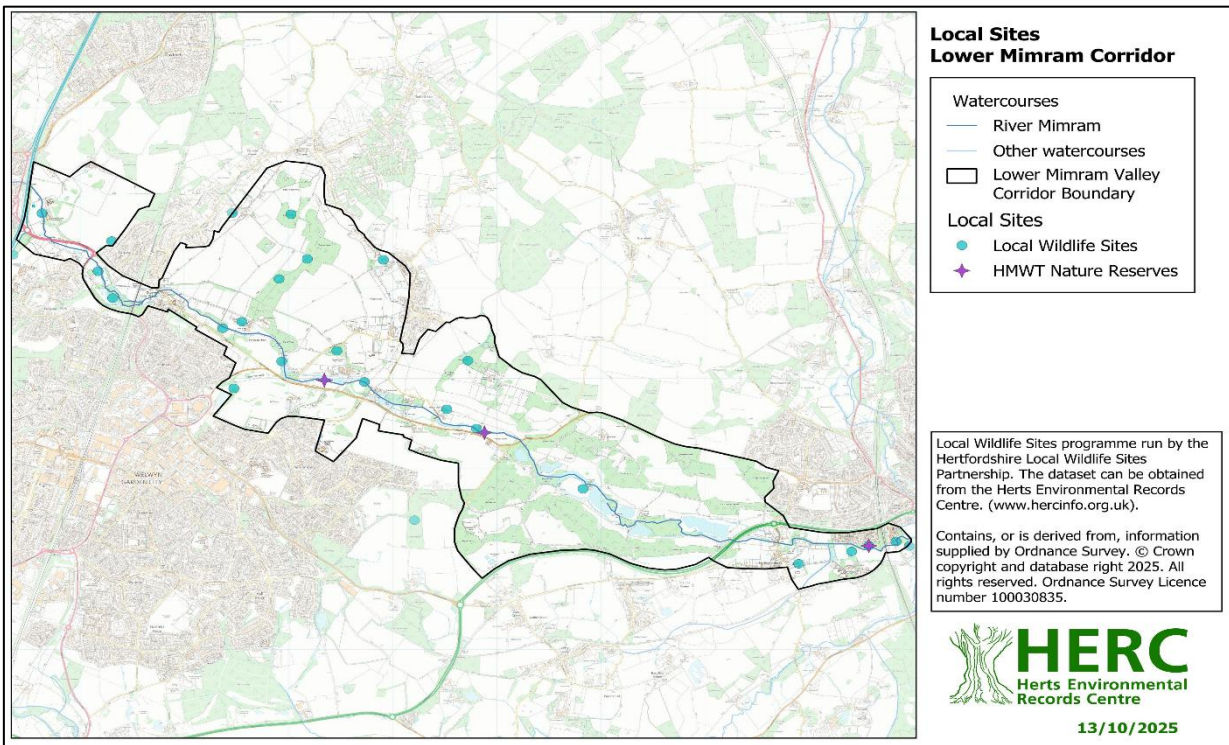 Local Sites
Lower Mimram Corridor
Watercourses
River Mimram
Other watercourses
Lower Mimram Valley
Corridor Boundary
Local Sites
Local Wildlife Sites
HMWT Nature Reserves
WELWYN
GARDEN CITY
Local Wildlife Sites programme run by the
Hertfordshire Local Wildlife Sites
Partnership. The dataset can be obtained
from the Herts Environmental Records
Centre. (www.hercinfo.org.uk).
Contains, or is derived from, information
supplied by Ordnance Survey. © Crown
copyright and database right 2025. All
rights reserved. Ordnance Survey Licence
number 100030835.
HERC
Herts Environmental
Records Centre
13/10/2025